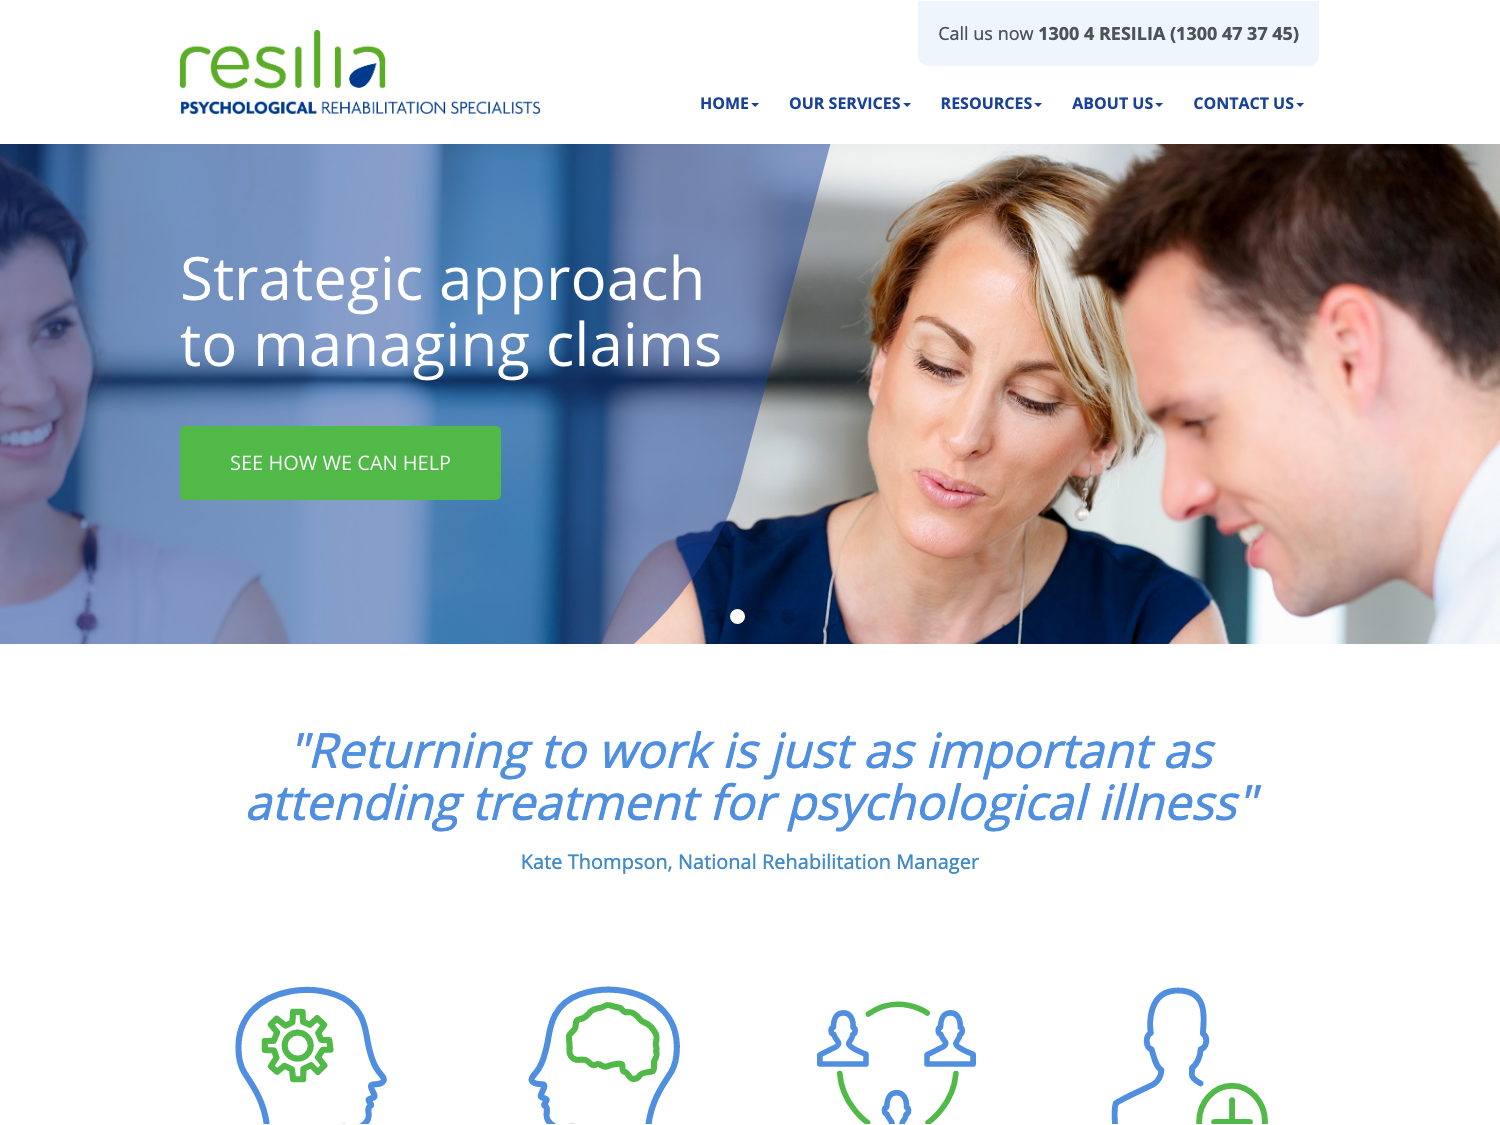 Call us now 1300 4 RESILIA (1300 47 37 45)
resilia
PSYCHOLOGICAL REHABILITATION SPECIALISTS
HOME OUR SERVICES RESOURCES ABOUT US CONTACT US
Strategic approach
to managing claims
SEE HOW WE CAN HELP
"Returning to work is just as important as
attending treatment for psychological illness"
Kate Thompson, National Rehabilitation Manager